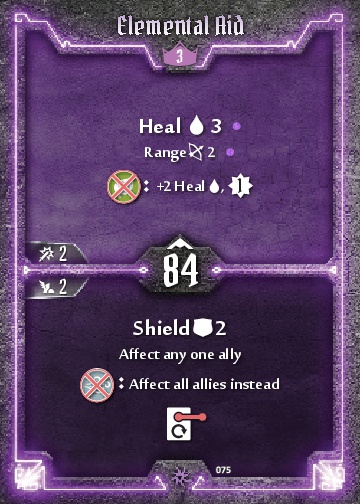 Elemental Aid
3
Heal 3
Range 2
: +2 Heal , 1
2
84
2
Shield 2
Affect any one ally
: Affect all allies instead
075